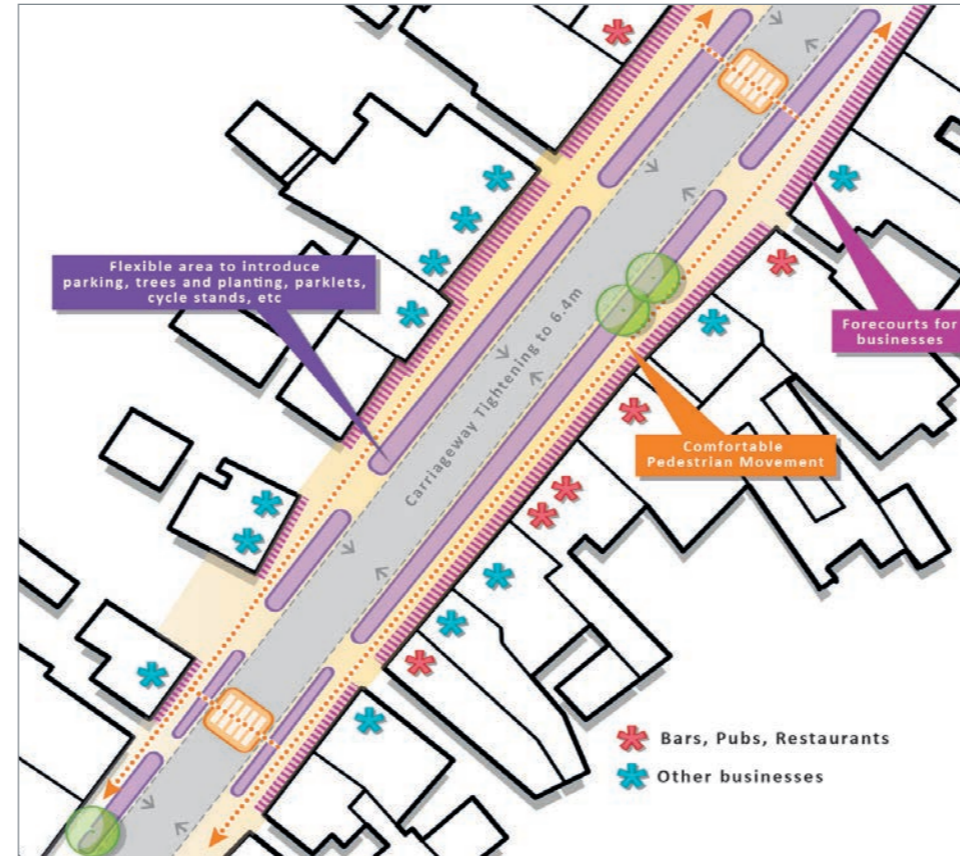 Flexible area to introduce
parking, trees and planting, parklets,
cycle stands, etc
Carriageway Tightening to 6.4m
Forecourts for
businesses
Comfortable
Pedestrian Movement
Bars, Pubs, Restaurants
Other businesses